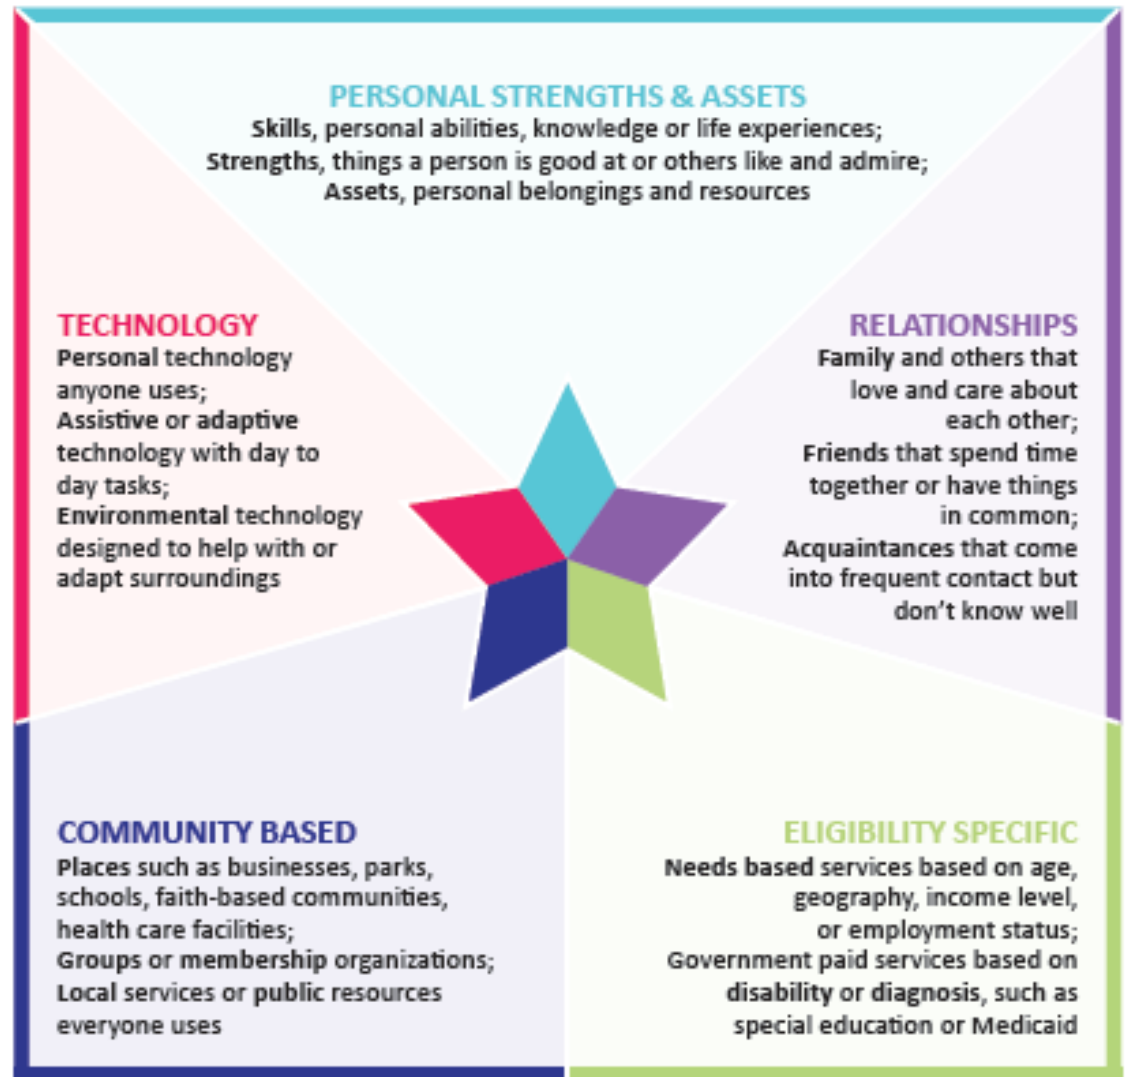 PERSONAL STRENGTHS & ASSETS
Skills, personal abilities, knowledge or life experiences;
Strengths, things a person is good at or others like and admire;
Assets, personal belongings and resources
TECHNOLOGY
Personal technology
anyone uses;
Assistive or adaptive
technology with day to
day tasks;
Environmental technology
designed to help with or
adapt surroundings
RELATIONSHIPS
Family and others that
love and care about
each other;
Friends that spend time
together or have things
in common;
Acquaintances that come
into frequent contact but
don’t know well
COMMUNITY BASED
Places such as businesses, parks,
schools, faith-based communities,
health care facilities;
Groups or membership organizations;
Local services or public resources
everyone uses
ELIGIBILITY SPECIFIC
Needs based services based on age,
geography, income level,
or employment status;
Government paid services based on
disability or diagnosis, such as
special education or Medicaid